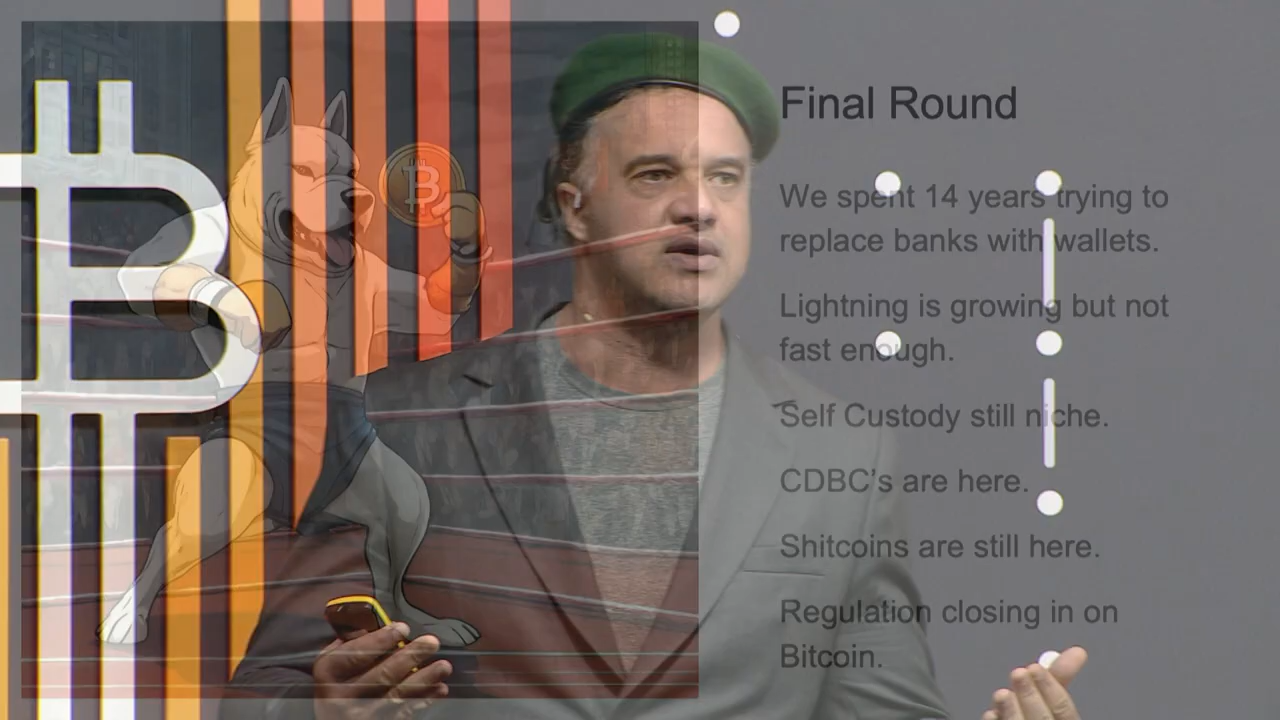 Final Round
We spent 14 years trying to
replace banks with wallets.
Lightning is growing but not
fast enough.
Self Custody still niche.
CDBC's are here.
Shitcoins are still here.
Regulation closing in on
Bitcoin.